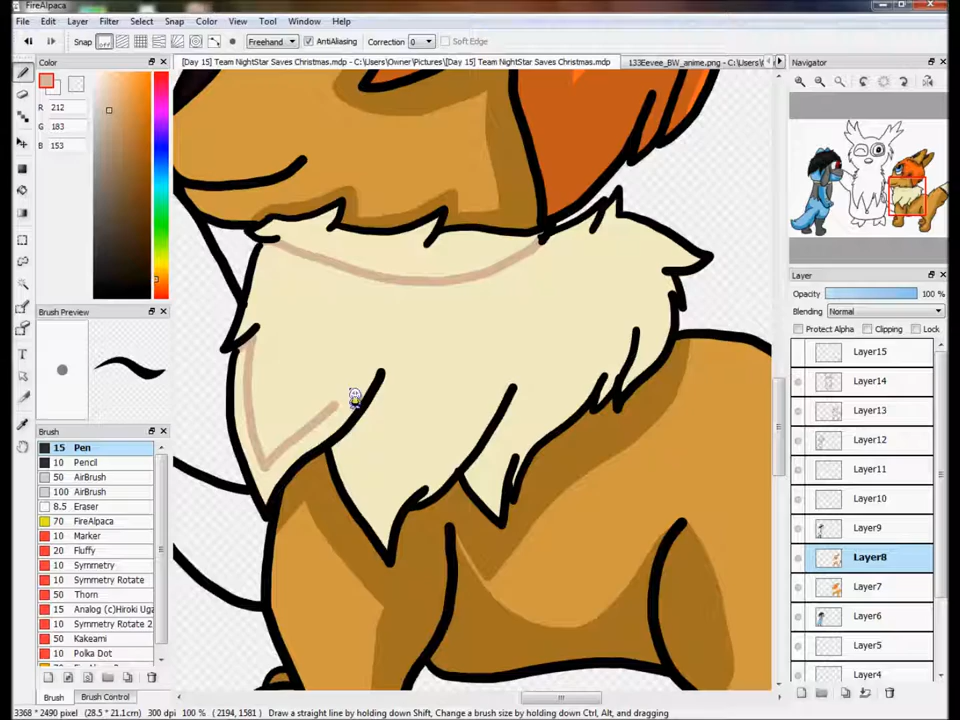 FireAlpaca
File Edit Layer Filter Select Snap Color View Tool Window Help
Snap off Freehand AntiAliasing Correction 0 Soft Edge
Color
[Day 15] Team NightStar Saves Christmas.mdp - C:\Users\Owner\Pictures\[Day 15] Team NightStar Saves Christmas.mdp
133Eevee_BW_anime.png - C:\Users\Ow
Navigator
R 212
G 183
B 153
Layer
Opacity 100 %
Blending Normal
Protect Alpha Clipping Lock
Brush Preview
Layer15
Layer14
Layer13
Layer12
Layer11
Layer10
Layer9
Layer8
Layer7
Layer6
Layer5
Layer4
Brush
15 Pen
10 Pencil
50 AirBrush
100 AirBrush
8.5 Eraser
70 FireAlpaca
10 Marker
20 Fluffy
10 Symmetry
10 Symmetry Rotate
50 Thorn
15 Analog (c)Hiroki Uga
10 Symmetry Rotate 2
50 Kakeami
10 Polka Dot
Brush Brush Control
3368 * 2490 pixel (28.5 * 21.1cm) 300 dpi 100 % (2194, 1581) Draw a straight line by holding down Shift, Change a brush size by holding down Ctrl, Alt, and dragging